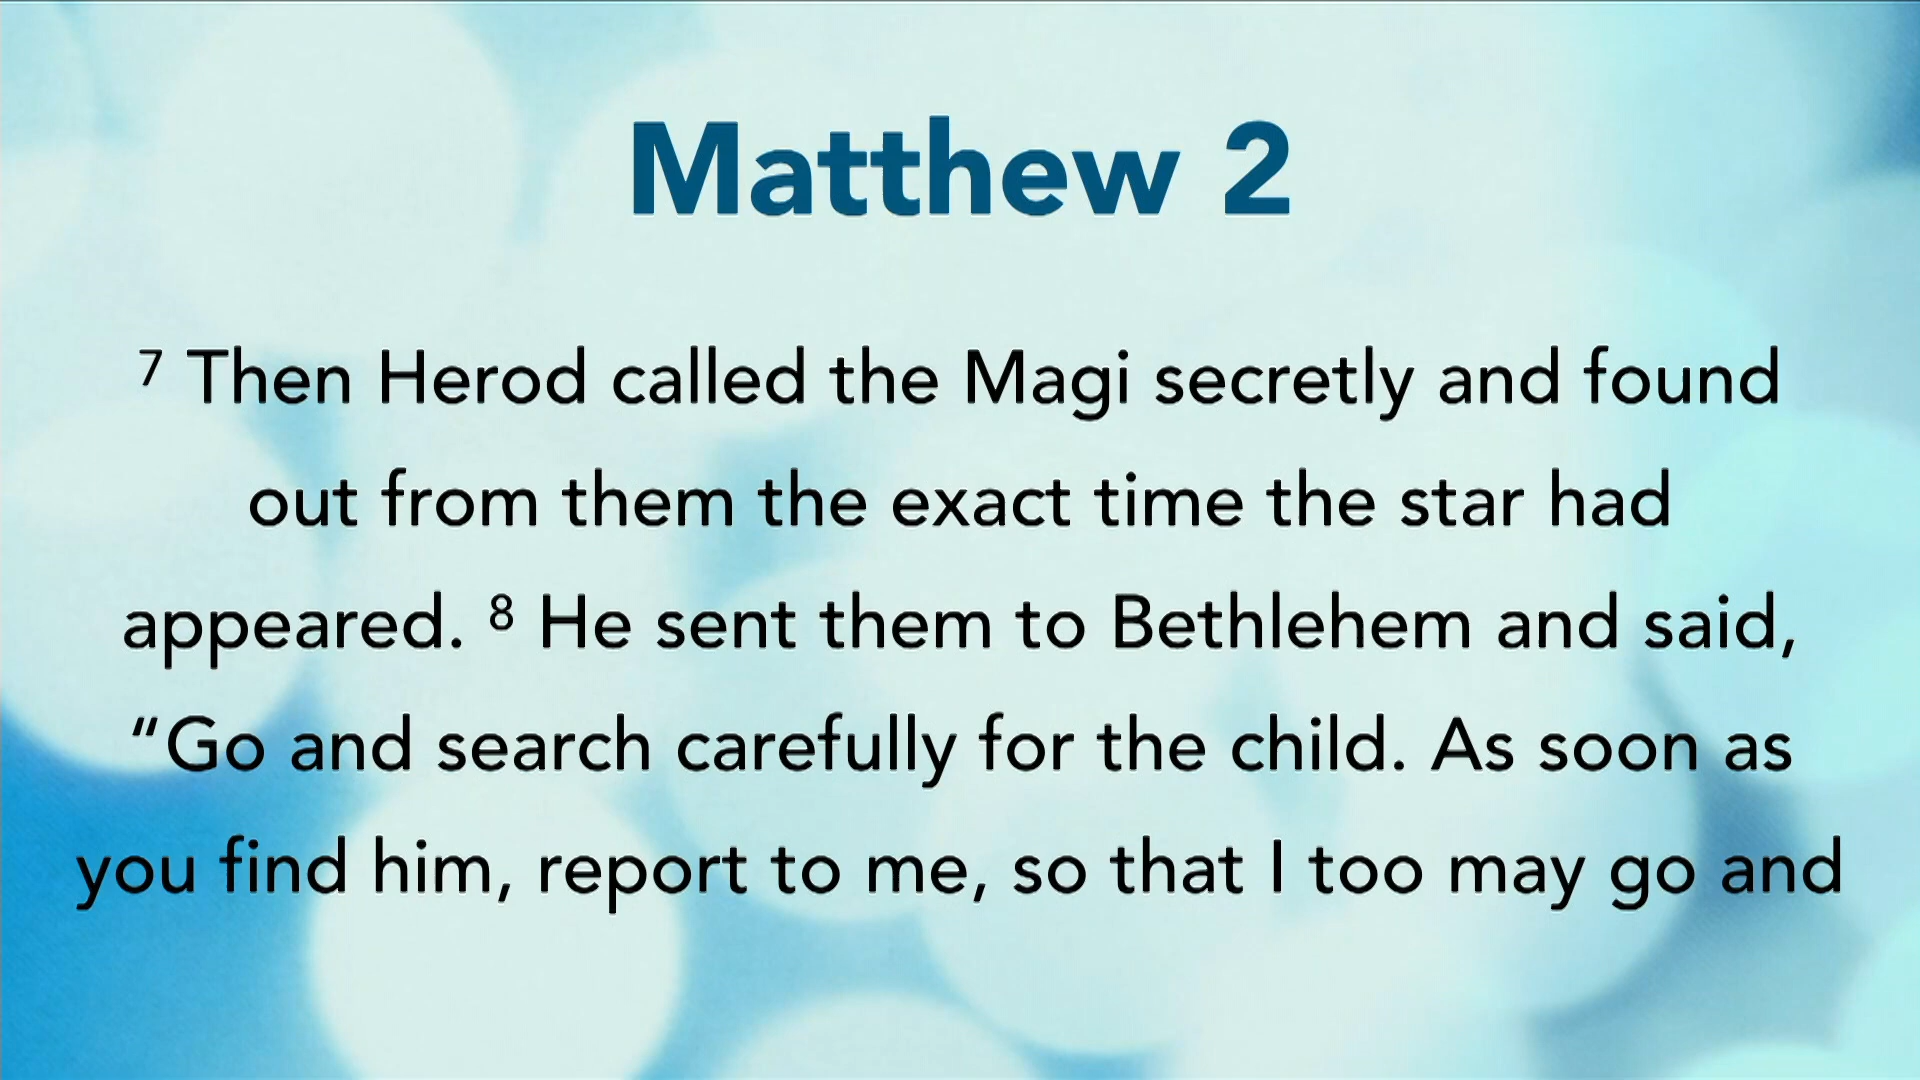 Matthew 2
⁷ Then Herod called the Magi secretly and found
out from them the exact time the star had
appeared. ⁸ He sent them to Bethlehem and said,
“Go and search carefully for the child. As soon as
you find him, report to me, so that I too may go and